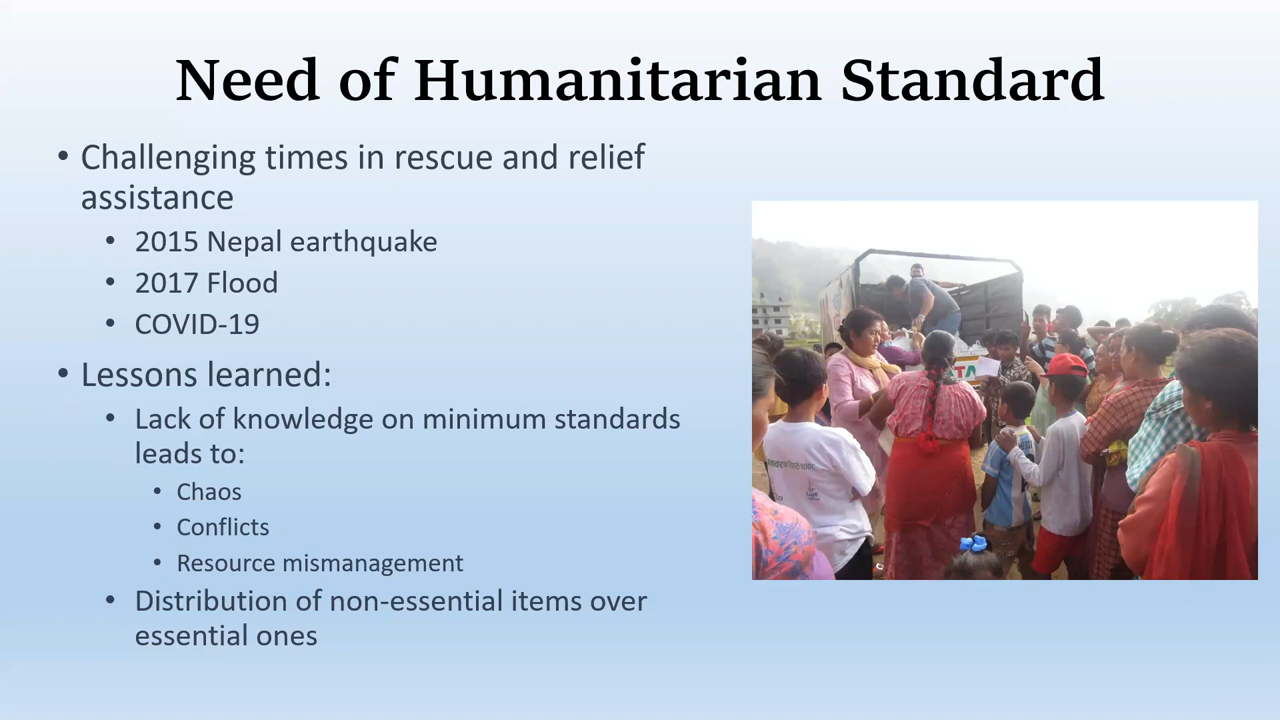 Need of Humanitarian Standard
• Challenging times in rescue and relief
assistance
• 2015 Nepal earthquake
• 2017 Flood
• COVID-19
• Lessons learned:
• Lack of knowledge on minimum standards
leads to:
• Chaos
• Conflicts
• Resource mismanagement
• Distribution of non-essential items over
essential ones